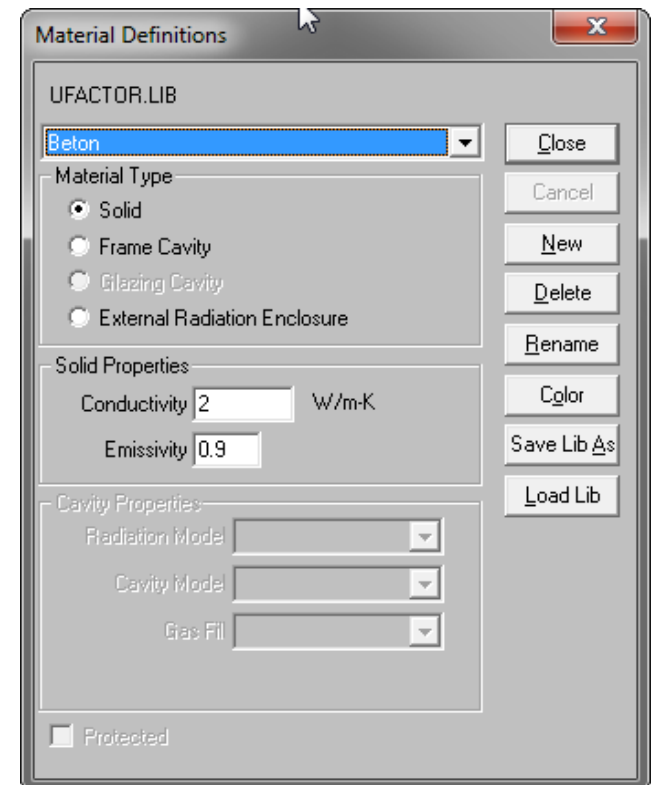 Material Definitions
UFACTOR.LIB
Beton
Close
Material Type
Solid
Cancel
Frame Cavity
New
Glazing Cavity
Delete
External Radiation Enclosure
Rename
Solid Properties
Conductivity 2 W/m-K
Color
Emissivity 0.9
Save Lib As
Cavity Properties
Load Lib
Radiation Model
Cavity Model
Gas Fill
Protected